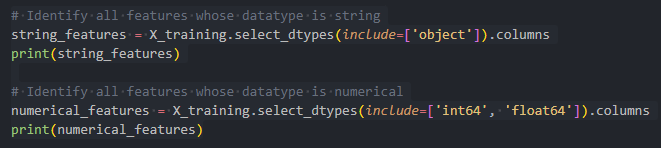 # Identify all features whose datatype is string
string_features = X_training.select_dtypes(include=['object']).columns
print(string_features)
# Identify all features whose datatype is numerical
numerical_features = X_training.select_dtypes(include=['int64', 'float64']).columns
print(numerical_features)